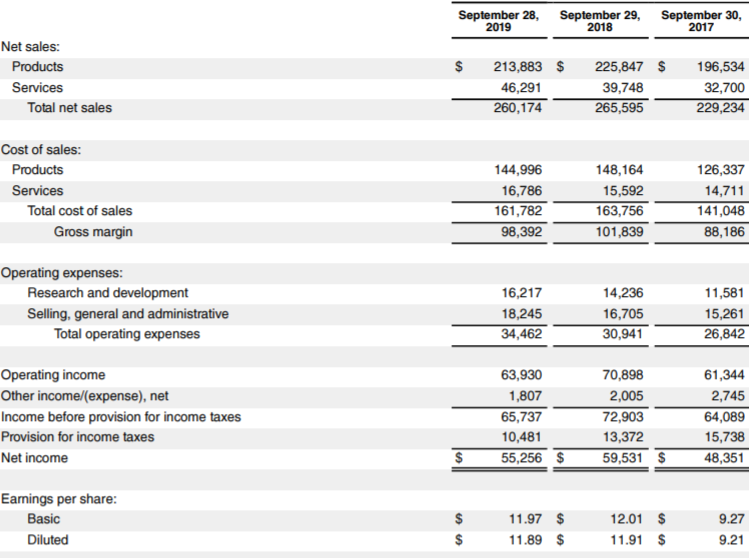 September 28, 2019 September 29, 2018 September 30, 2017
Net sales:
Products $ 213,883 $ 225,847 $ 196,534
Services 46,291 39,748 32,700
Total net sales 260,174 265,595 229,234
Cost of sales:
Products 144,996 148,164 126,337
Services 16,786 15,592 14,711
Total cost of sales 161,782 163,756 141,048
Gross margin 98,392 101,839 88,186
Operating expenses:
Research and development 16,217 14,236 11,581
Selling, general and administrative 18,245 16,705 15,261
Total operating expenses 34,462 30,941 26,842
Operating income 63,930 70,898 61,344
Other income/(expense), net 1,807 2,005 2,745
Income before provision for income taxes 65,737 72,903 64,089
Provision for income taxes 10,481 13,372 15,738
Net income $ 55,256 $ 59,531 $ 48,351
Earnings per share:
Basic $ 11.97 $ 12.01 $ 9.27
Diluted $ 11.89 $ 11.91 $ 9.21